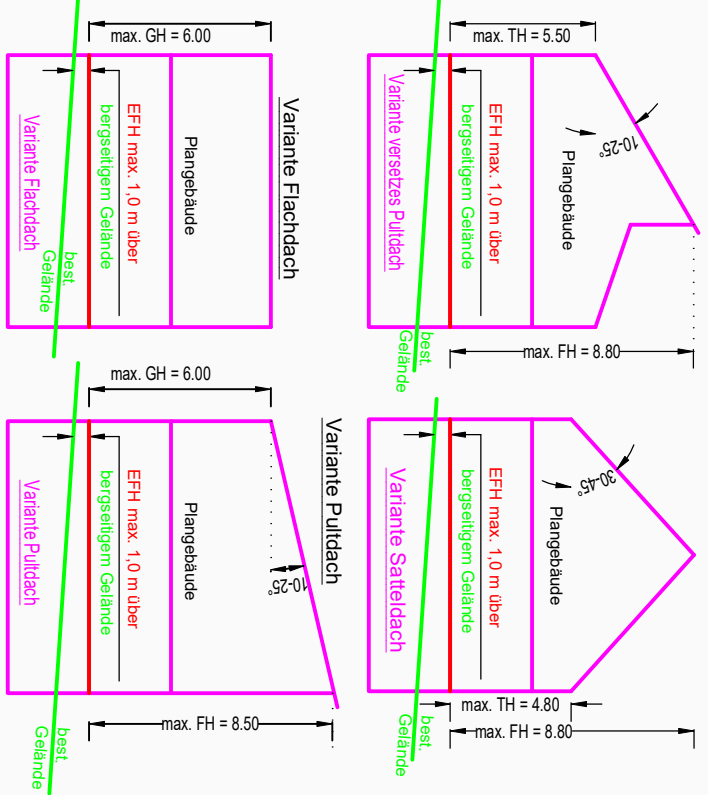 max. GH = 6.00
Variante Flachdach
Plangebäude
EFH max. 1,0 m über
bergseitigem Gelände
Variante Flachdach
best.
Gelände
max. TH = 5.50
10-25°
Plangebäude
EFH max. 1,0 m über
bergseitigem Gelände
Variante versetzes Pultdach
best.
Gelände
max. FH = 8.80
max. GH = 6.00
Variante Pultdach
10-25°
Plangebäude
EFH max. 1,0 m über
bergseitigem Gelände
Variante Pultdach
best.
Gelände
max. FH = 8.50
30-45°
Plangebäude
EFH max. 1,0 m über
bergseitigem Gelände
Variante Satteldach
best.
Gelände
max. TH = 4.80
max. FH = 8.80